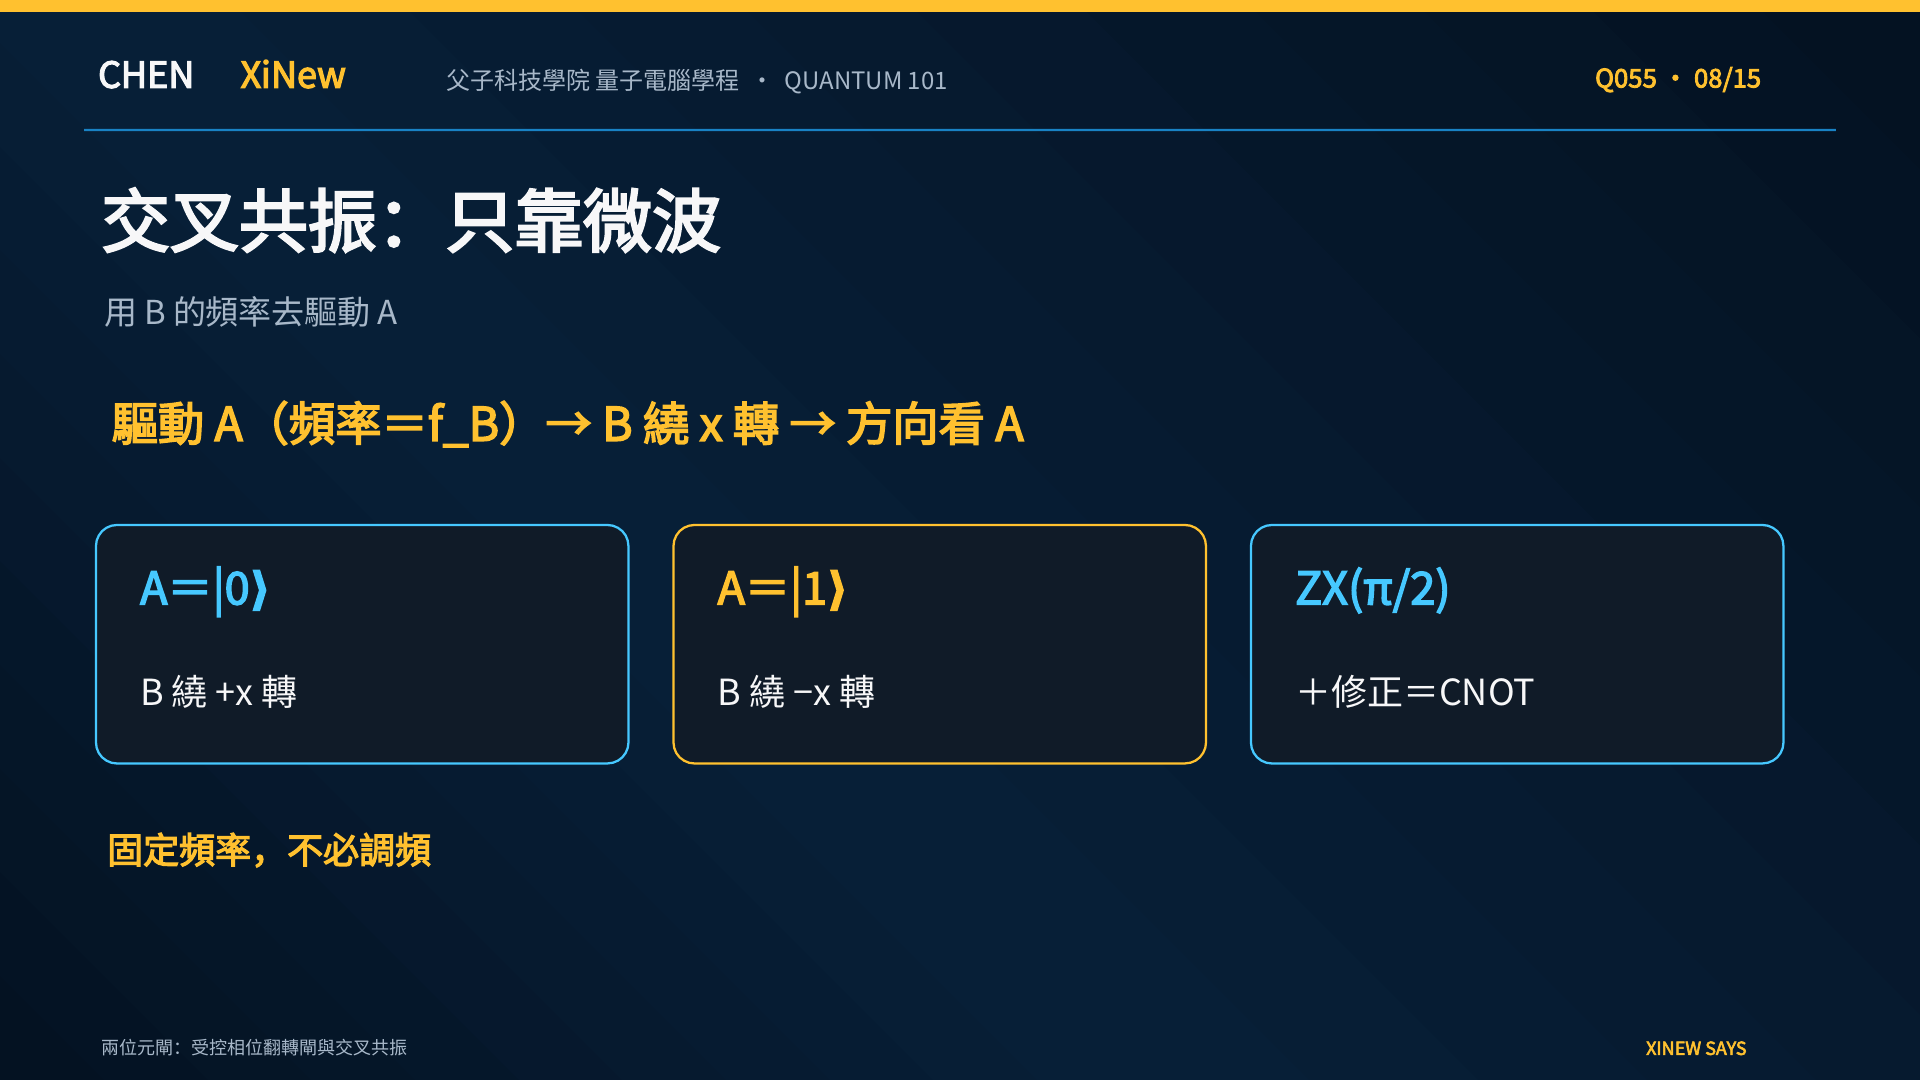 CHEN XiNew 父子科技學院 量子電腦學程 · QUANTUM 101 Q055 · 08/15
交叉共振：只靠微波
用 B 的頻率去驅動 A
驅動 A（頻率＝f_B）→ B 繞 x 轉 → 方向看 A
A＝|0⟩
B 繞 +x 轉
A＝|1⟩
B 繞 −x 轉
ZX(π/2)
＋修正＝CNOT
固定頻率，不必調頻
兩位元閘：受控相位翻轉閘與交叉共振
XINEW SAYS